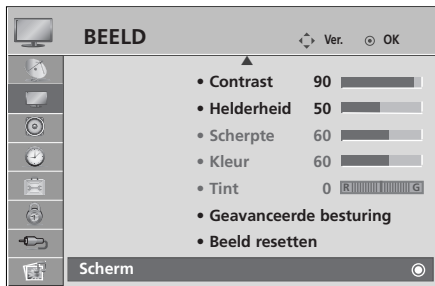 BEELD
Ver. OK
• Contrast 90
• Helderheid 50
• Scherpte 60
• Kleur 60
• Tint 0 R G
• Geavanceerde besturing
• Beeld resetten
Scherm